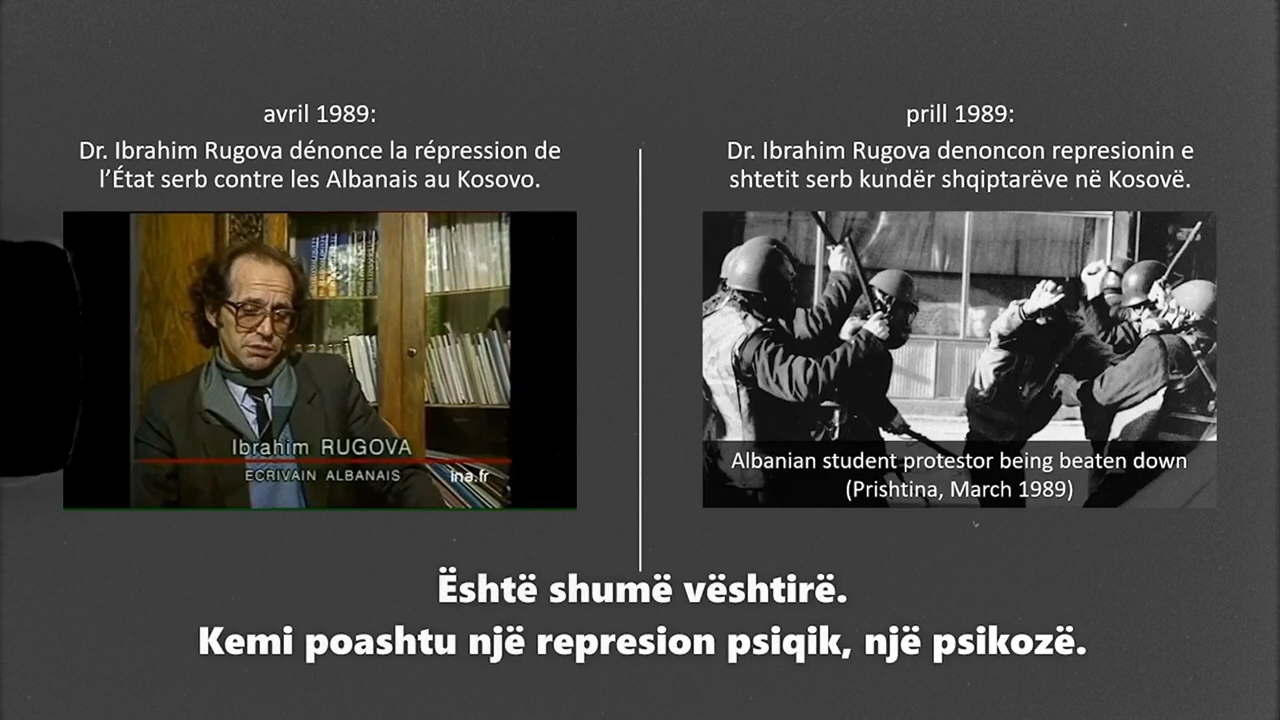 avril 1989:
Dr. Ibrahim Rugova dénonce la répression de
l’État serb contre les Albanais au Kosovo.
Ibrahim RUGOVA
ECRIVAIN ALBANAIS
ina.fr
prill 1989:
Dr. Ibrahim Rugova denoncon represionin e
shtetit serb kundër shqiptarëve në Kosovë.
Albanian student protestor being beaten down
(Prishtina, March 1989)
Është shumë vështirë.
Kemi poashtu një represion psiqik, një psikozë.